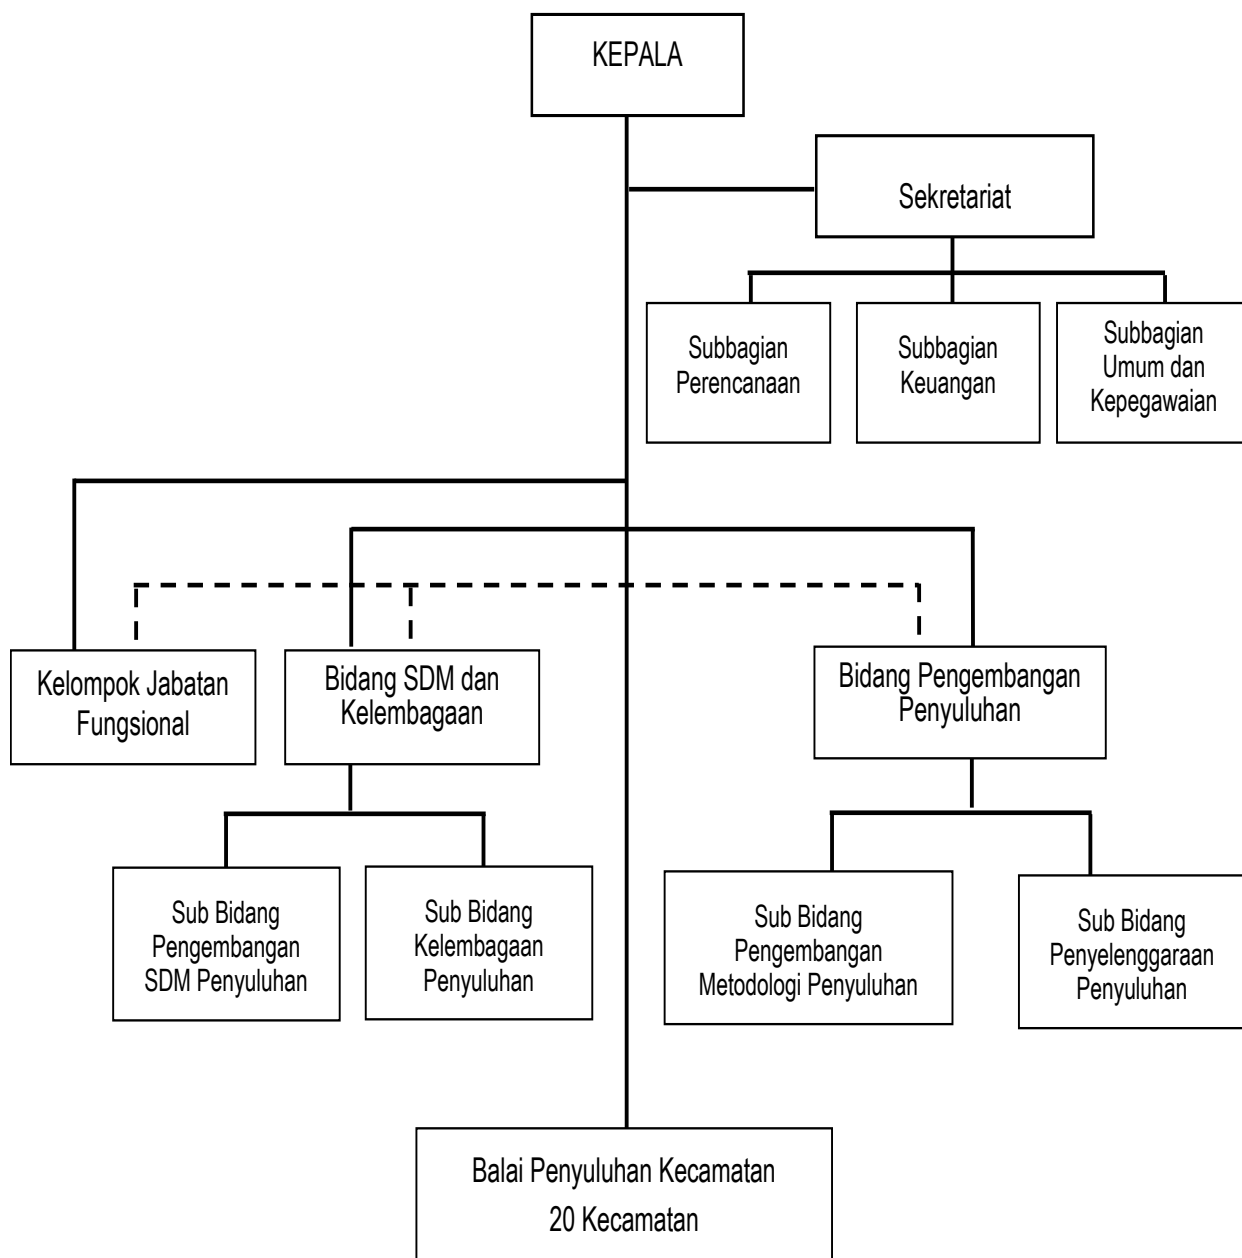 KEPALA
Sekretariat
Subbagian
Perencanaan
Subbagian
Keuangan
Subbagian
Umum dan
Kepegawaian
Kelompok Jabatan
Fungsional
Bidang SDM dan
Kelembagaan
Bidang Pengembangan
Penyuluhan
Sub Bidang
Pengembangan
SDM Penyuluhan
Sub Bidang
Kelembagaan
Penyuluhan
Sub Bidang
Pengembangan
Metodologi Penyuluhan
Sub Bidang
Penyelenggaraan
Penyuluhan
Balai Penyuluhan Kecamatan
20 Kecamatan